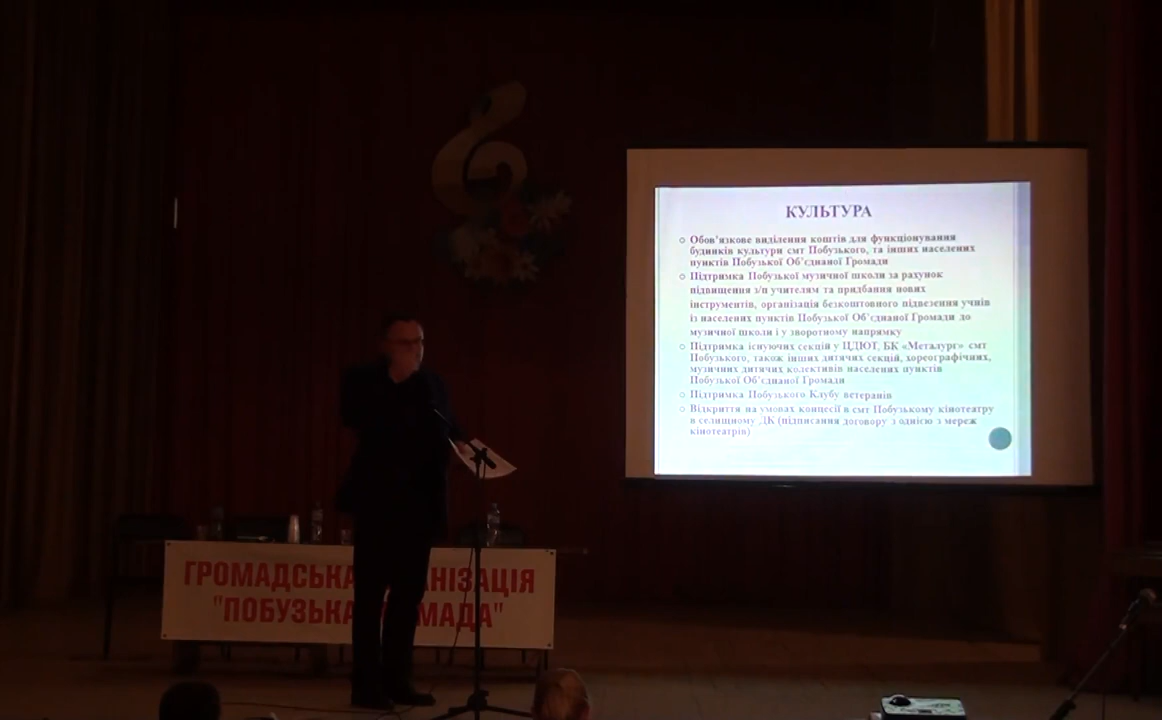 КУЛЬТУРА
Обов'язкове виділення коштів для функціонування
будинків культури смт Побузького, та інших населених
пунктів Побузької Об'єднаної Громади
Підтримка Побузької музичної школи за рахунок
підвищення з/п учителям та придбання нових
інструментів, організація безкоштовного підвезення учнів
із населених пунктів Побузької Об'єднаної Громади до
музичної школи і у зворотному напрямку
Підтримка існуючих секцій у ЦДЮТ, БК «Металург» смт
Побузького, також інших дитячих секцій, хореографічних,
музичних дитячих колективів населених пунктів
Побузької Об'єднаної Громади
Підтримка Побузького Клубу ветеранів
Відкриття на умовах концесії в смт Побузькому кінотеатру
в селищному ДК (підписання договору з однією з мереж
кінотеатрів)
ГРОМАДСЬКА АНІЗАЦІЯ
"ПОБУЗЬКА МАДА"